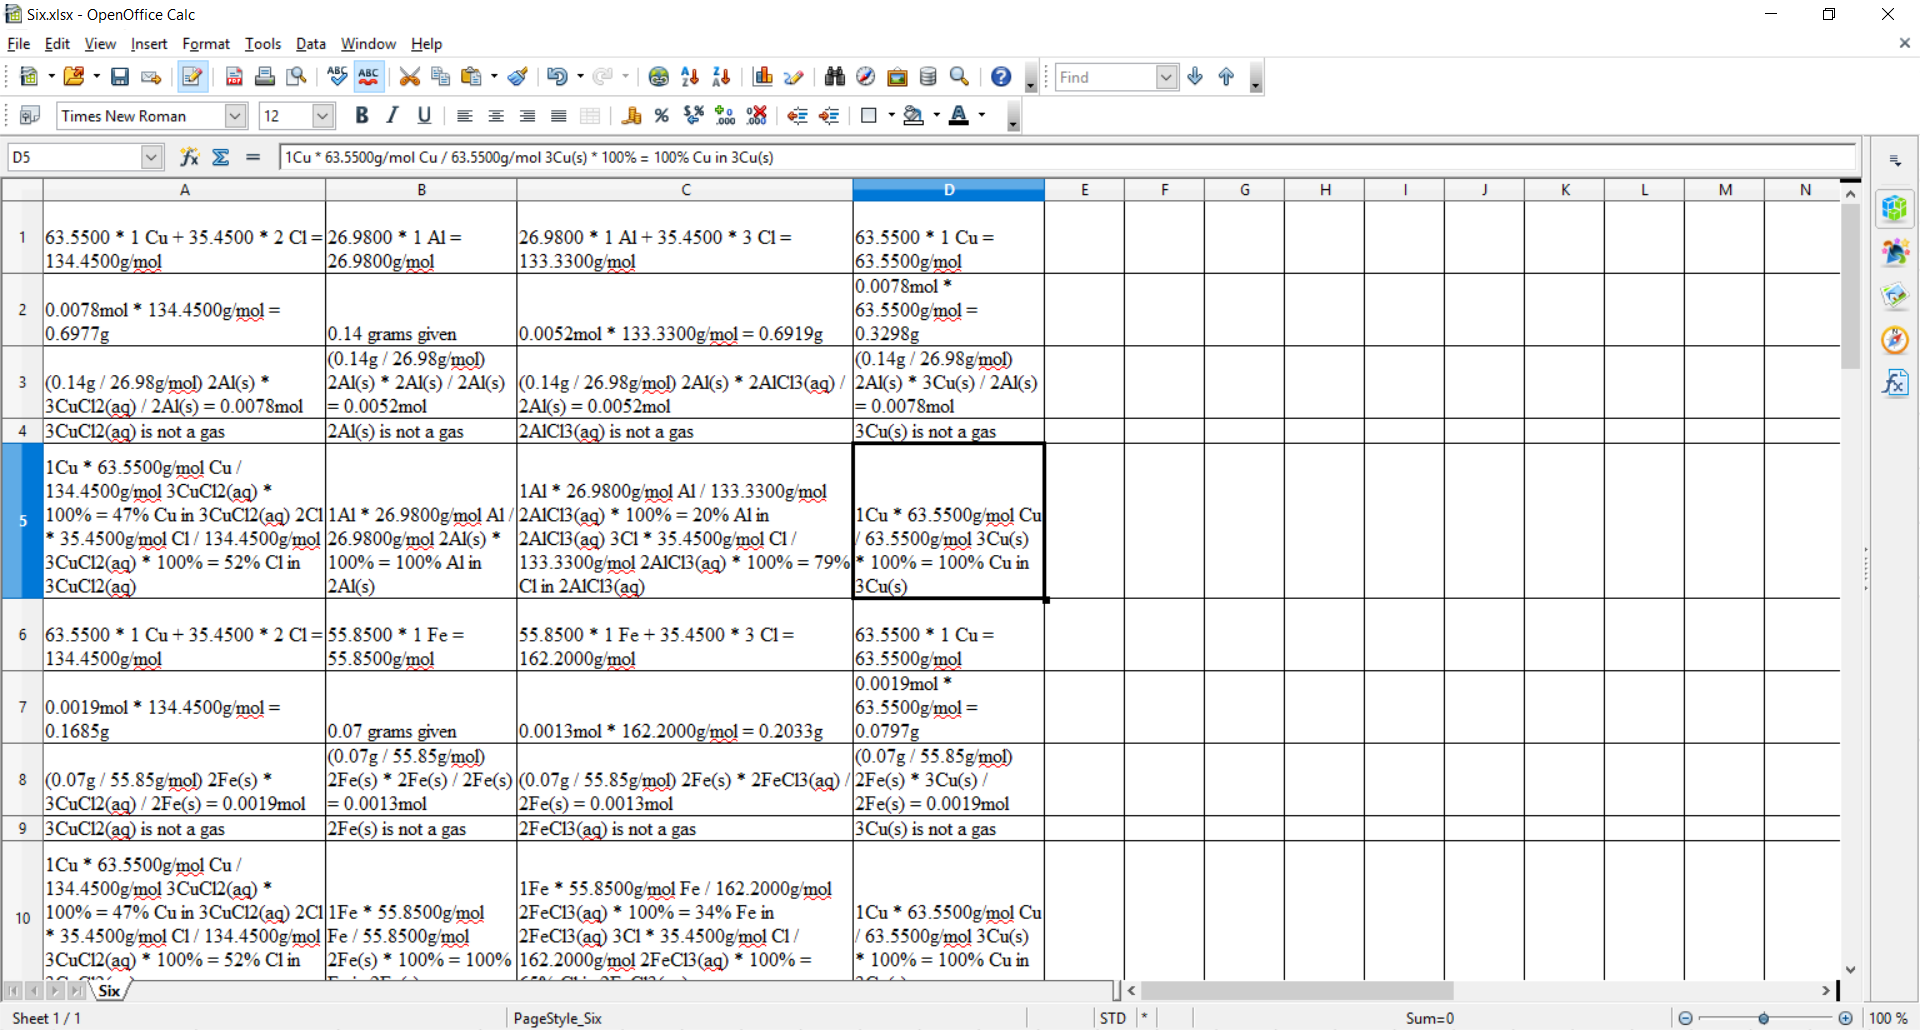 Six.xlsx - OpenOffice Calc
File Edit View Insert Format Tools Data Window Help
Find
Times New Roman 12
D5 1Cu * 63.5500g/mol Cu / 63.5500g/mol 3Cu(s) * 100% = 100% Cu in 3Cu(s)
A B C D E F G H I J K L M N
1
63.5500 * 1 Cu + 35.4500 * 2 Cl =
134.4500g/mol
26.9800 * 1 Al =
26.9800g/mol
26.9800 * 1 Al + 35.4500 * 3 Cl =
133.3300g/mol
63.5500 * 1 Cu =
63.5500g/mol
2
0.0078mol * 134.4500g/mol =
0.6977g
0.14 grams given
0.0052mol * 133.3300g/mol = 0.6919g
0.0078mol *
63.5500g/mol =
0.3298g
3
(0.14g / 26.98g/mol) 2Al(s) *
3CuCl2(aq) / 2Al(s) = 0.0078mol
(0.14g / 26.98g/mol)
2Al(s) * 2Al(s) / 2Al(s)
= 0.0052mol
(0.14g / 26.98g/mol) 2Al(s) * 2AlCl3(aq) /
2Al(s) = 0.0052mol
(0.14g / 26.98g/mol)
2Al(s) * 3Cu(s) / 2Al(s)
= 0.0078mol
4
3CuCl2(aq) is not a gas
2Al(s) is not a gas
2AlCl3(aq) is not a gas
3Cu(s) is not a gas
5
1Cu * 63.5500g/mol Cu /
134.4500g/mol 3CuCl2(aq) *
100% = 47% Cu in 3CuCl2(aq) 2Cl
* 35.4500g/mol Cl / 134.4500g/mol
3CuCl2(aq) * 100% = 52% Cl in
3CuCl2(aq)
1Al * 26.9800g/mol Al /
26.9800g/mol 2Al(s) *
100% = 100% Al in
2Al(s)
1Al * 26.9800g/mol Al / 133.3300g/mol
2AlCl3(aq) * 100% = 20% Al in
2AlCl3(aq) 3Cl * 35.4500g/mol Cl /
133.3300g/mol 2AlCl3(aq) * 100% = 79%
Cl in 2AlCl3(aq)
1Cu * 63.5500g/mol Cu
/ 63.5500g/mol 3Cu(s)
* 100% = 100% Cu in
3Cu(s)
6
63.5500 * 1 Cu + 35.4500 * 2 Cl =
134.4500g/mol
55.8500 * 1 Fe =
55.8500g/mol
55.8500 * 1 Fe + 35.4500 * 3 Cl =
162.2000g/mol
63.5500 * 1 Cu =
63.5500g/mol
7
0.0019mol * 134.4500g/mol =
0.1685g
0.07 grams given
0.0013mol * 162.2000g/mol = 0.2033g
0.0019mol *
63.5500g/mol =
0.0797g
8
(0.07g / 55.85g/mol) 2Fe(s) *
3CuCl2(aq) / 2Fe(s) = 0.0019mol
(0.07g / 55.85g/mol)
2Fe(s) * 2Fe(s) / 2Fe(s)
= 0.0013mol
(0.07g / 55.85g/mol) 2Fe(s) * 2FeCl3(aq) /
2Fe(s) = 0.0013mol
(0.07g / 55.85g/mol)
2Fe(s) * 3Cu(s) /
2Fe(s) = 0.0019mol
9
3CuCl2(aq) is not a gas
2Fe(s) is not a gas
2FeCl3(aq) is not a gas
3Cu(s) is not a gas
10
1Cu * 63.5500g/mol Cu /
134.4500g/mol 3CuCl2(aq) *
100% = 47% Cu in 3CuCl2(aq) 2Cl
* 35.4500g/mol Cl / 134.4500g/mol
3CuCl2(aq) * 100% = 52% Cl in
1Fe * 55.8500g/mol
Fe / 55.8500g/mol
2Fe(s) * 100% = 100%
1Fe * 55.8500g/mol Fe / 162.2000g/mol
2FeCl3(aq) * 100% = 34% Fe in
2FeCl3(aq) 3Cl * 35.4500g/mol Cl /
162.2000g/mol 2FeCl3(aq) * 100% =
1Cu * 63.5500g/mol Cu
/ 63.5500g/mol 3Cu(s)
* 100% = 100% Cu in
Six
Sheet 1 / 1 PageStyle_Six STD * Sum=0 100 %